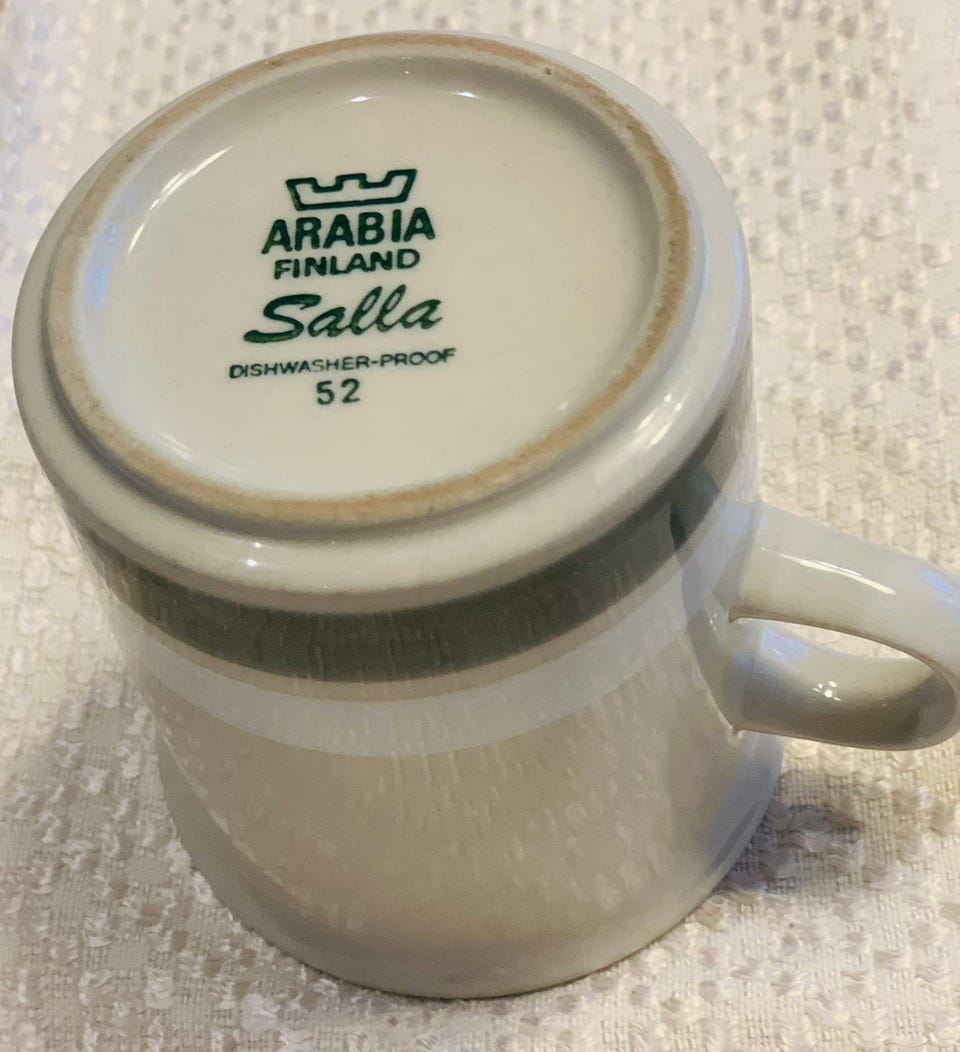 ARABIA
FINLAND
Salla
DISHWASHER-PROOF
52